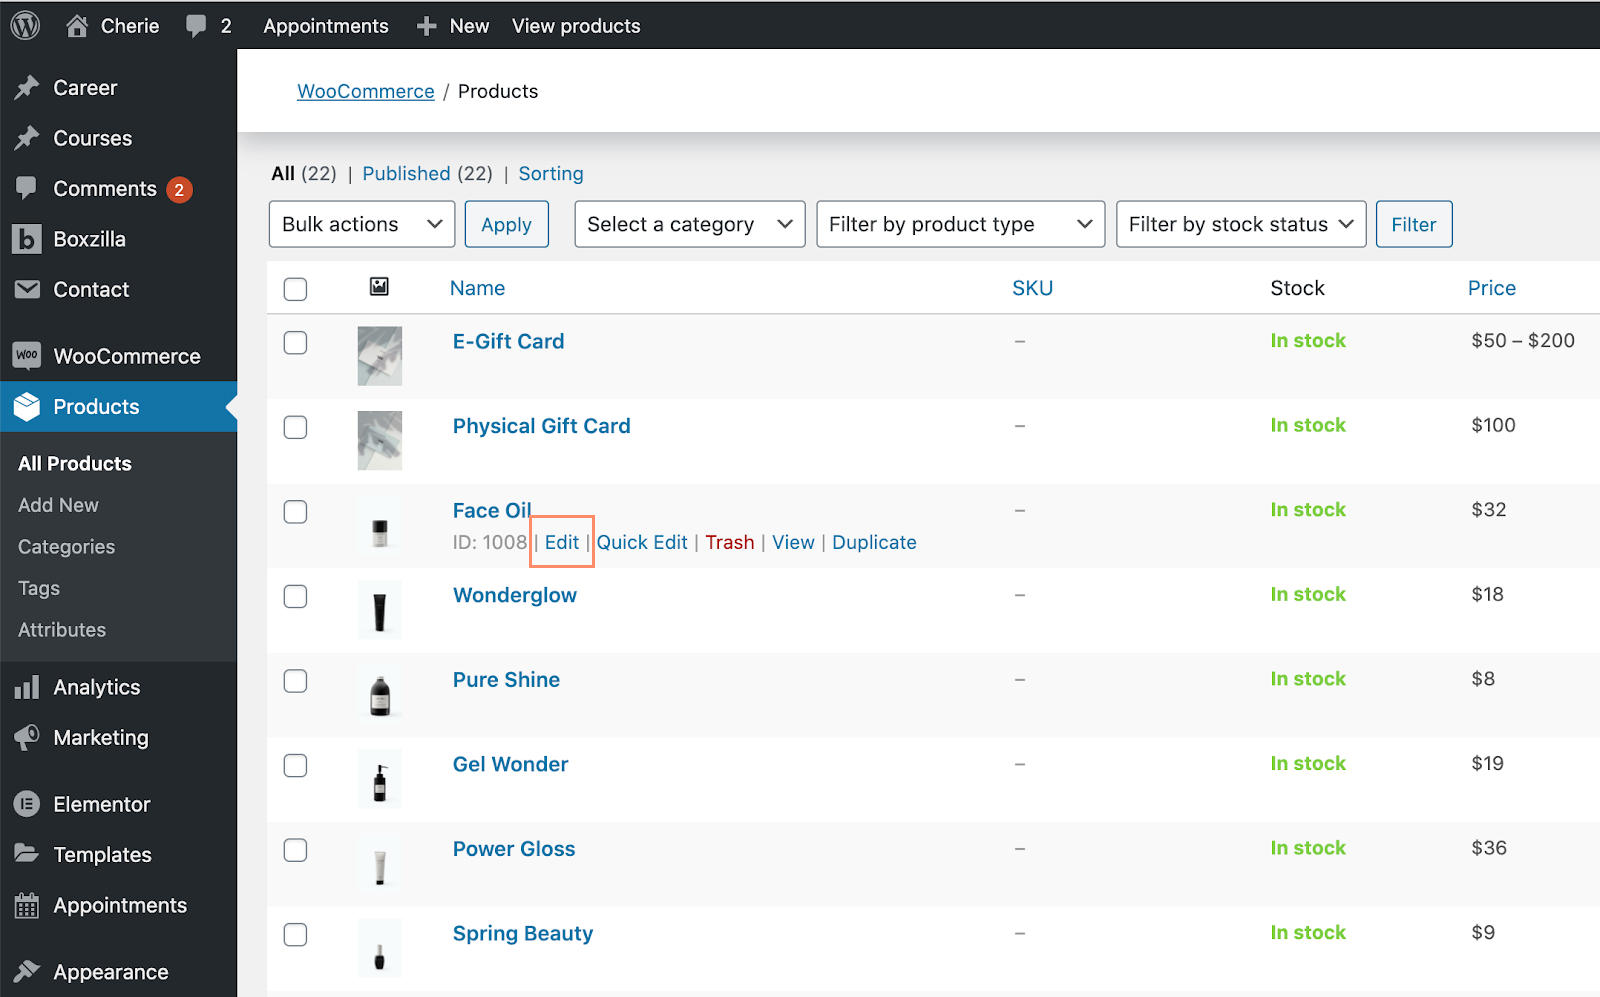 Cherie 2 Appointments + New View products
Career
Courses
Comments 2
b Boxzilla
Contact
Woo WooCommerce
Products
All Products
Add New
Categories
Tags
Attributes
Analytics
Marketing
Elementor
Templates
Appointments
Appearance
WooCommerce / Products
All (22) | Published (22) | Sorting
Bulk actions Apply Select a category Filter by product type Filter by stock status Filter
Name SKU Stock Price
E-Gift Card – In stock $50 – $200
Physical Gift Card – In stock $100
Face Oil – In stock $32
ID: 1008 | Edit | Quick Edit | Trash | View | Duplicate
Wonderglow – In stock $18
Pure Shine – In stock $8
Gel Wonder – In stock $19
Power Gloss – In stock $36
Spring Beauty – In stock $9